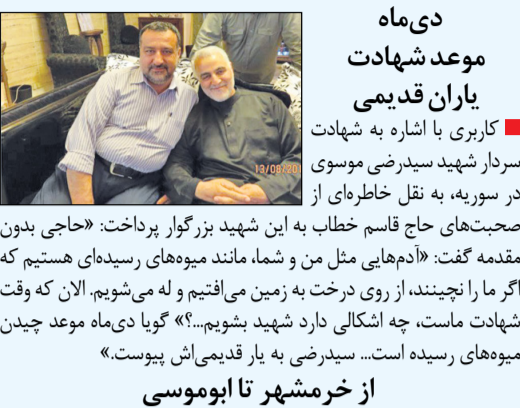 دی‌ماه
موعد شهادت
یاران قدیمی
کاربری با اشاره به شهادت
سردار شهید سیدرضی موسوی
در سوریه، به نقل خاطره‌ای از
صحبت‌های حاج قاسم خطاب به این شهید بزرگوار پرداخت: «حاجی بدون
مقدمه گفت: «آدم‌هایی مثل من و شما، مانند میوه‌های رسیده‌ای هستیم که
اگر ما را نچینند، از روی درخت به زمین می‌افتیم و له می‌شویم. الان که وقت
شهادت ماست، چه اشکالی دارد شهید بشویم...؟» گویا دی‌ماه موعد چیدن
میوه‌های رسیده است... سیدرضی به یار قدیمی‌اش پیوست.»
از خرمشهر تا ابوموسی
13/08/201